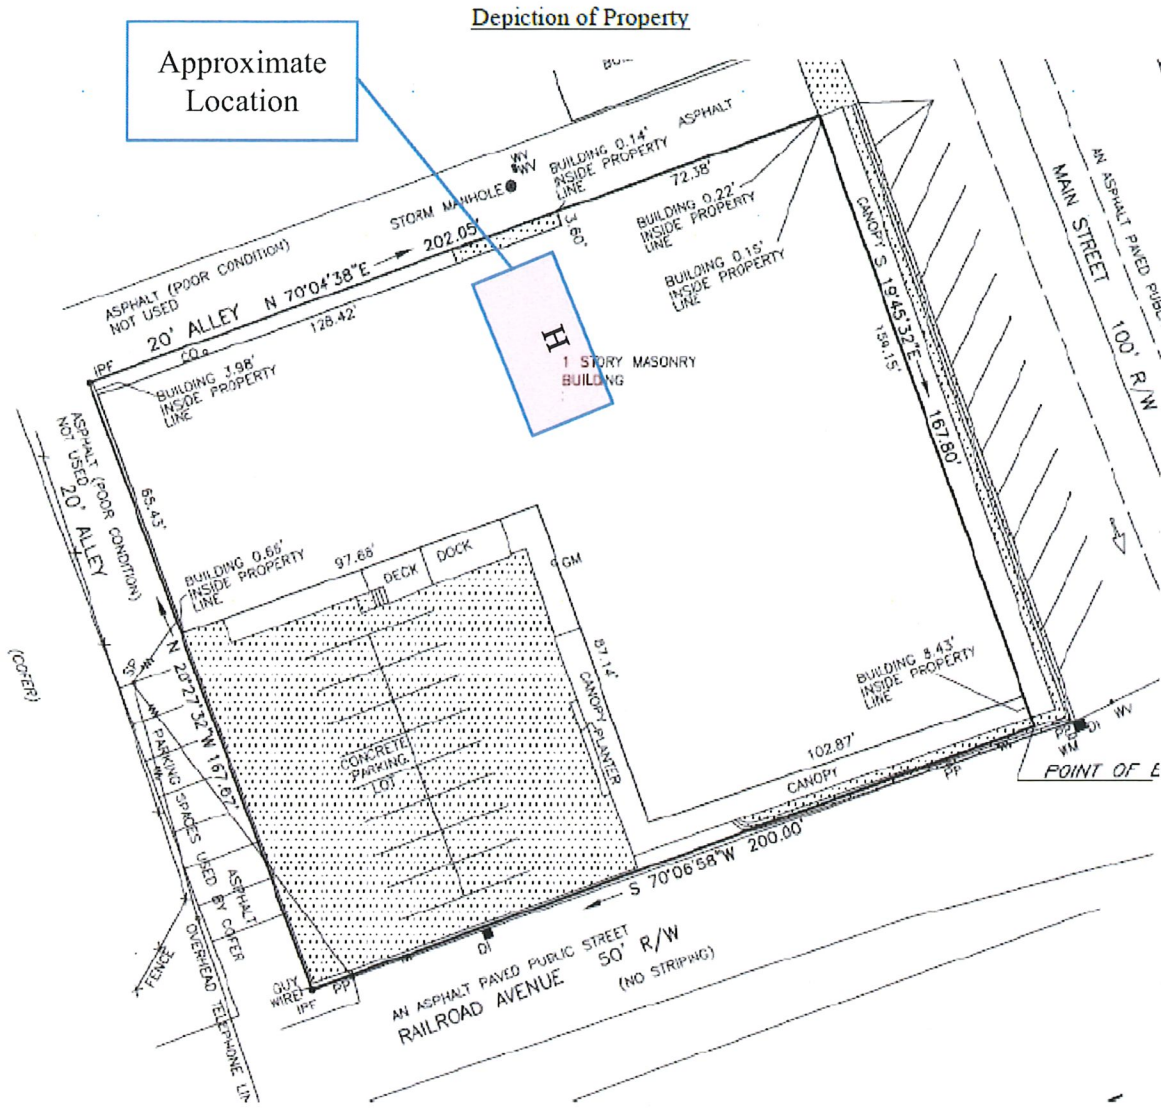 Depiction of Property
Approximate
Location
ASPHALT
BUILDING 0.14'
INSIDE PROPERTY
LINE
WV
WV
STORM MANHOLE
72.38'
3.60'
BUILDING 0.22'
INSIDE PROPERTY
LINE
BUILDING 0.15'
INSIDE PROPERTY
LINE
ASPHALT (POOR CONDITION)
NOT USED
20' ALLEY N 70°04'38"E 202.05'
128.42'
CO
IPF
BUILDING 3.98'
INSIDE PROPERTY
LINE
H
1 STORY MASONRY
BUILDING
CANOPY
S 19°45'32"E 167.80'
159.15'
MAIN STREET 100' R/W
AN ASPHALT PAVED
ASPHALT (POOR CONDITION)
NOT USED
20' ALLEY
65.43'
BUILDING 0.66'
INSIDE PROPERTY
LINE
97.68'
DECK
DOCK
GM
87.14'
CANOPY
PLANTER
(COFER)
SP
N 20°27'32"W 167.67'
CONCRETE
PARKING
LOT
BUILDING 8.43'
INSIDE PROPERTY
LINE
102.87'
CANOPY
PP
PP
DI
WV
WM
POINT OF
S 70°06'58"W 200.00'
PARKING SPACES USED BY COFER
ASPHALT
OVERHEAD TELEPHONE
FENCE
GUY
WIRE
IPF
PP
DI
AN ASPHALT PAVED PUBLIC STREET
RAILROAD AVENUE 50' R/W
(NO STRIPING)